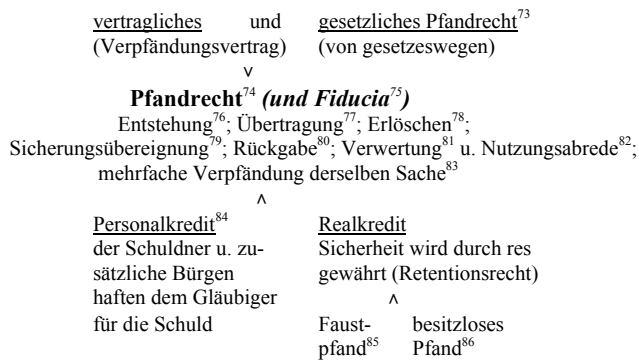 vertragliches und gesetzliches Pfandrecht73
(Verpfändungsvertrag) (von gesetzeswegen)
v
Pfandrecht74 (und Fiducia75)
Entstehung76; Übertragung77; Erlöschen78;
Sicherungsübereignung79; Rückgabe80; Verwertung81 u. Nutzungsabrede82;
mehrfache Verpfändung derselben Sache83
ʌ
Personalkredit84 Realkredit
der Schuldner u. zu- Sicherheit wird durch res
sätzliche Bürgen gewährt (Retentionsrecht)
haften dem Gläubiger ʌ
für die Schuld Faust- besitzloses
pfand85 Pfand86